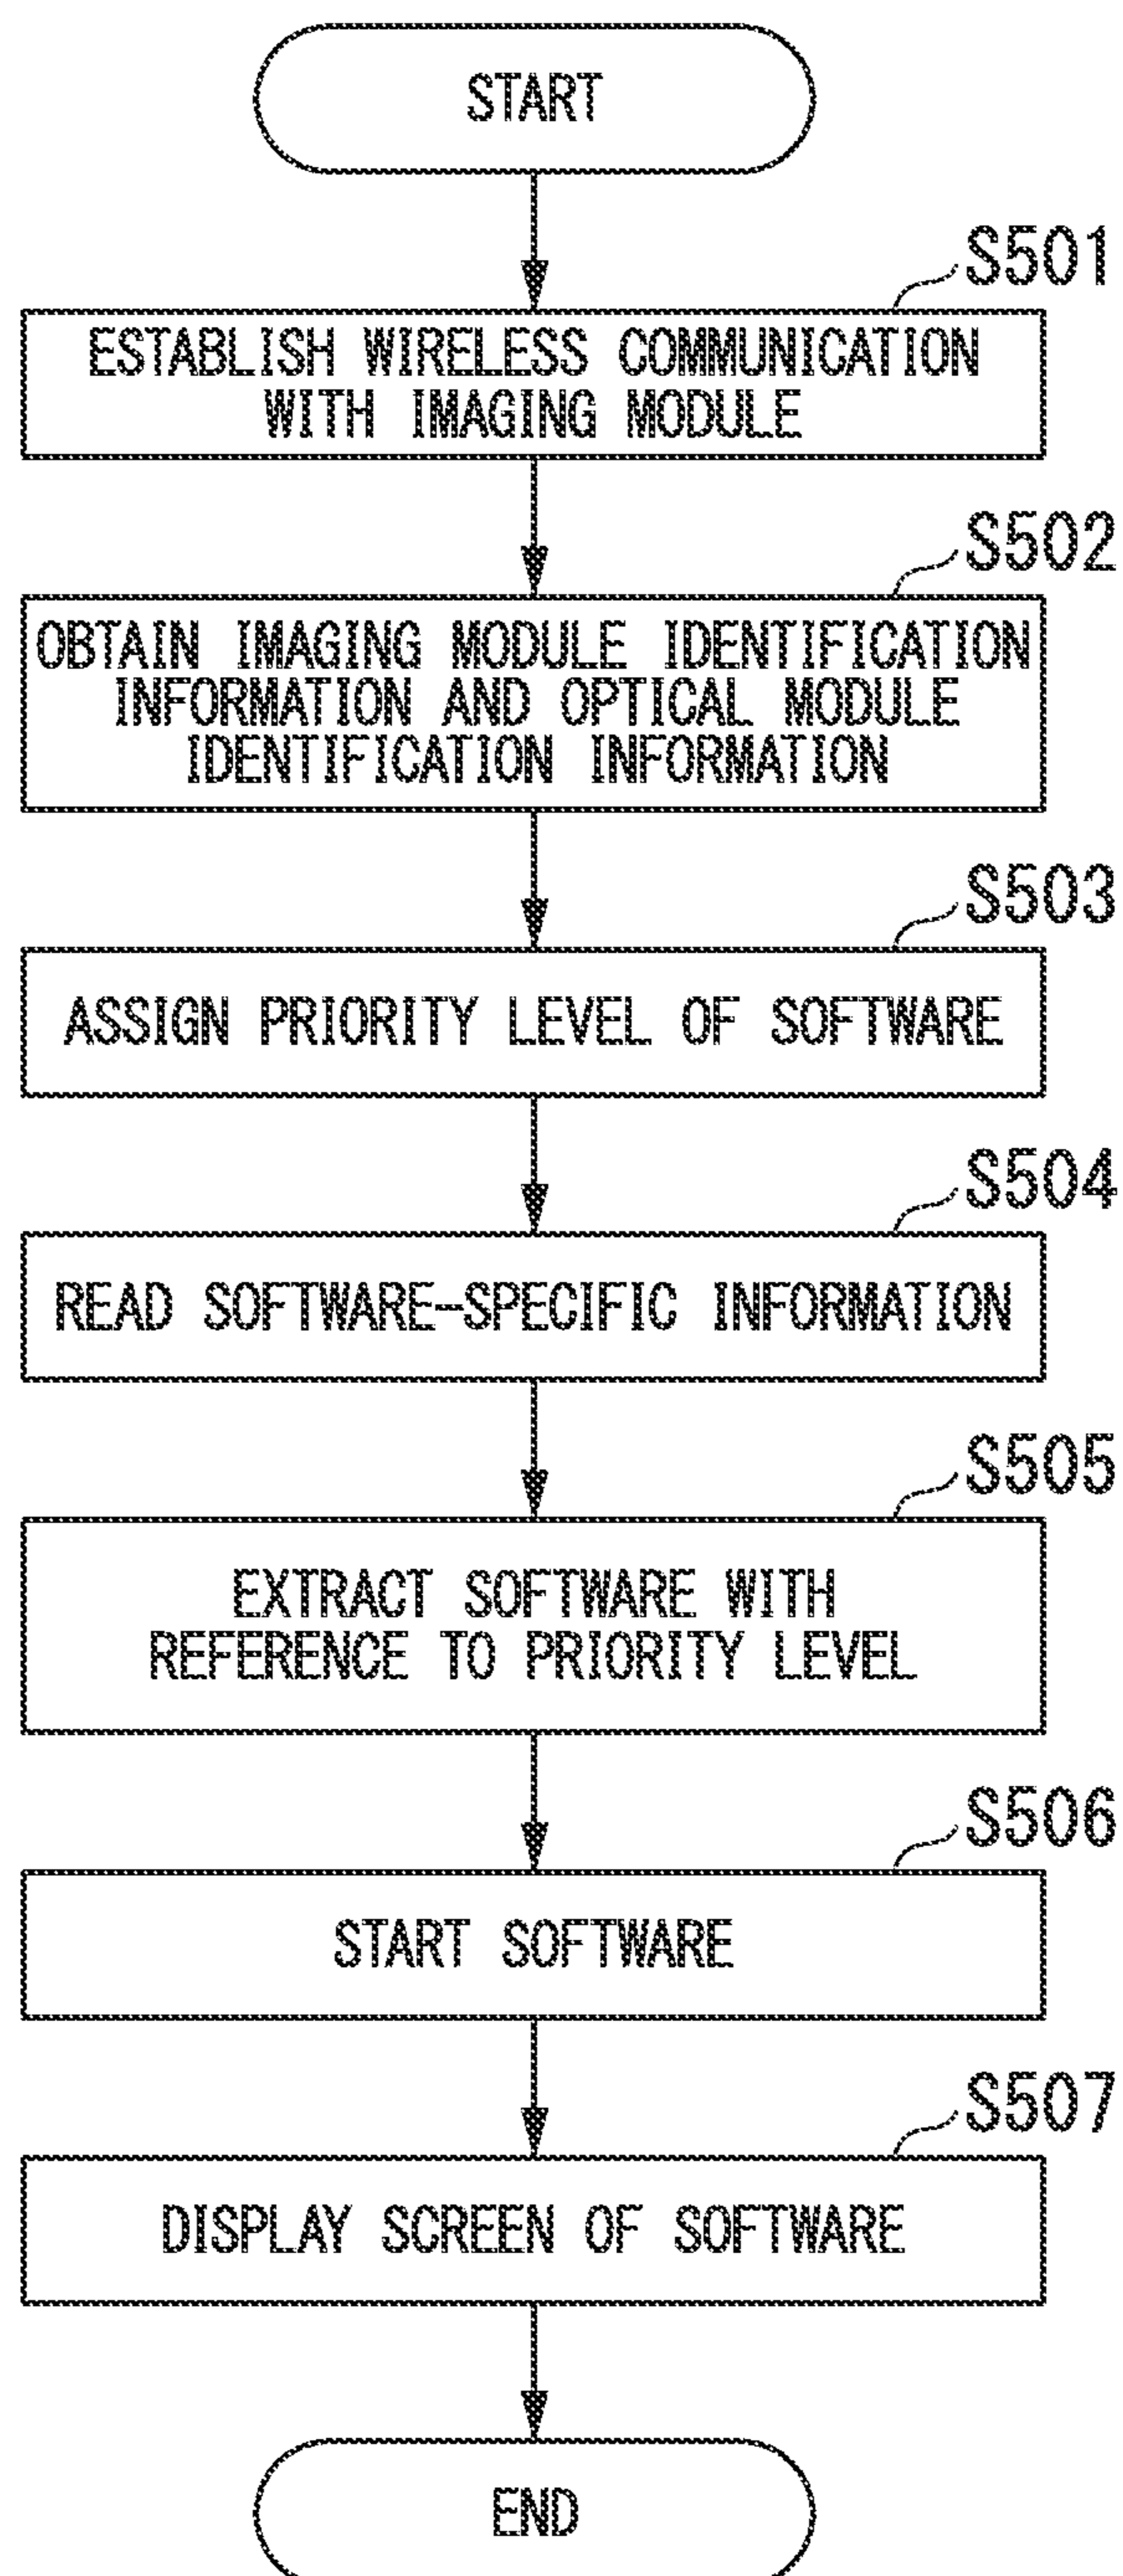 START
S501
ESTABLISH WIRELESS COMMUNICATION
WITH IMAGING MODULE
S502
OBTAIN IMAGING MODULE IDENTIFICATION
INFORMATION AND OPTICAL MODULE
IDENTIFICATION INFORMATION
S503
ASSIGN PRIORITY LEVEL OF SOFTWARE
S504
READ SOFTWARE-SPECIFIC INFORMATION
S505
EXTRACT SOFTWARE WITH
REFERENCE TO PRIORITY LEVEL
S506
START SOFTWARE
S507
DISPLAY SCREEN OF SOFTWARE
END